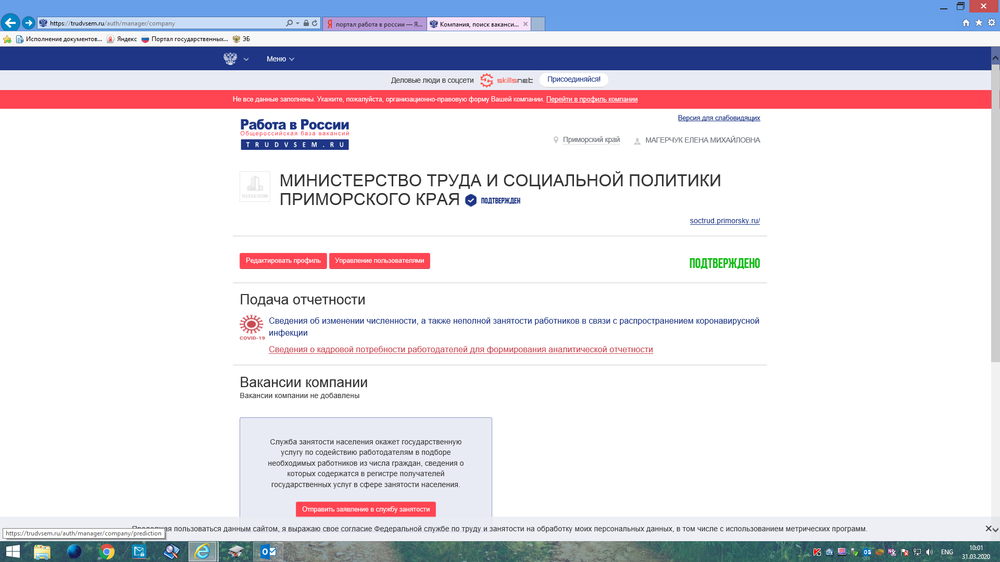 https://trudvsem.ru/auth/manager/company
портал работа в россии — Я...
Компания, поиск ваканси...
Исполнение документов...
Яндекс
Портал государственных...
ЭБ
Меню
Деловые люди в соцсети
skillsnet
Присоединяйся!
Не все данные заполнены. Укажите, пожалуйста, организационно-правовую форму Вашей компании. Перейти в профиль компании
Версия для слабовидящих
Работа в России
Общероссийская база вакансий
TRUDVSEM.RU
Приморский край
МАГЕРЧУК ЕЛЕНА МИХАЙЛОВНА
РАБОТА В РОССИИ
МИНИСТЕРСТВО ТРУДА И СОЦИАЛЬНОЙ ПОЛИТИКИ
ПРИМОРСКОГО КРАЯ ПОДТВЕРЖДЕН
soctrud.primorsky.ru/
Редактировать профиль
Управление пользователями
ПОДТВЕРЖДЕНО
Подача отчетности
COVID-19
Сведения об изменении численности, а также неполной занятости работников в связи с распространением коронавирусной
инфекции
Сведения о кадровой потребности работодателей для формирования аналитической отчетности
Вакансии компании
Вакансии компании не добавлены
Служба занятости населения окажет государственную
услугу по содействию работодателям в подборе
необходимых работников из числа граждан, сведения о
которых содержатся в регистре получателей
государственных услуг в сфере занятости населения.
Отправить заявление в службу занятости
Продолжая пользоваться данным сайтом, я выражаю свое согласие Федеральной службе по труду и занятости на обработку моих персональных данных, в том числе с использованием метрических программ.
https://trudvsem.ru/auth/manager/company/prediction
ENG
10:01
31.03.2020